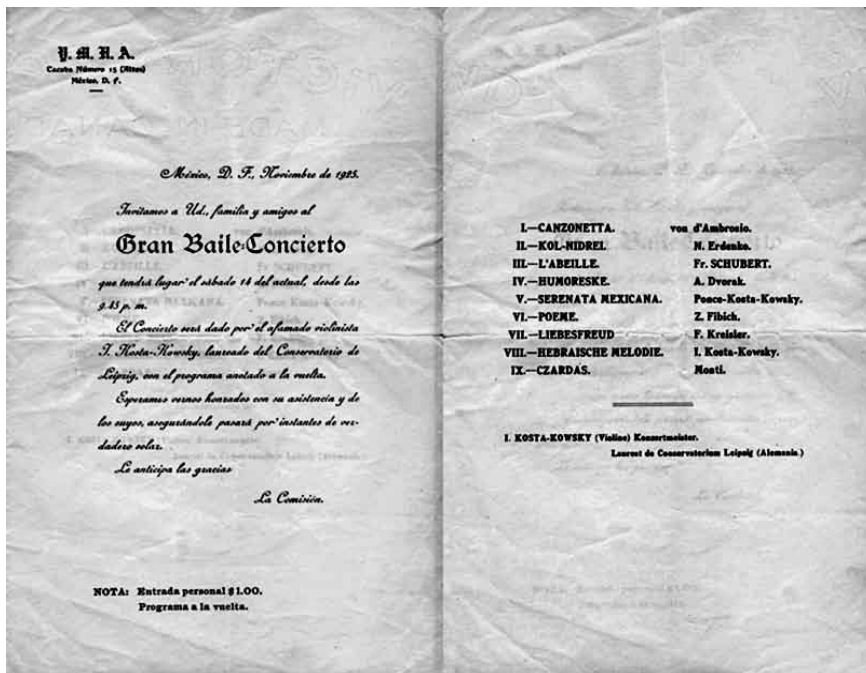 Y. M. H. A.
Tacuba Número 15 (Altos)
México, D. F.
México, D. F., Noviembre de 1925.
Invitamos a Ud., familia y amigos al
Gran Baile-Concierto
que tendrá lugar el sábado 14 del actual, desde las
9.45 p. m.
El Concierto será dado por el afamado violinista
I. Kosta-Kowsky, laureado del Conservatorio de
Leipzig, con el programa anotado a la vuelta.
Esperamos vernos honrados con su asistencia y de
los suyos, asegurándole pasará por instantes de ver-
dadero solaz.
Le anticipa las gracias
La Comisión.
NOTA: Entrada personal $1.00.
Programa a la vuelta.
I.—CANZONETTA. von d'Ambrosio.
II.—KOL-NIDREI. N. Erdenko.
III.—L'ABEILLE. Fr. SCHUBERT.
IV.—HUMORESKE. A. Dvorak.
V.—SERENATA MEXICANA. Ponce-Kosta-Kowsky.
VI.—POEME. Z. Fibich.
VII.—LIEBESFREUD F. Kreisler.
VIII.—HEBRAISCHE MELODIE. I. Kosta-Kowsky.
IX.—CZARDAS. Monti.
I. KOSTA-KOWSKY (Violine) Konzertmeister.
Laureat de Conservatorium Leipzig (Alemania.)